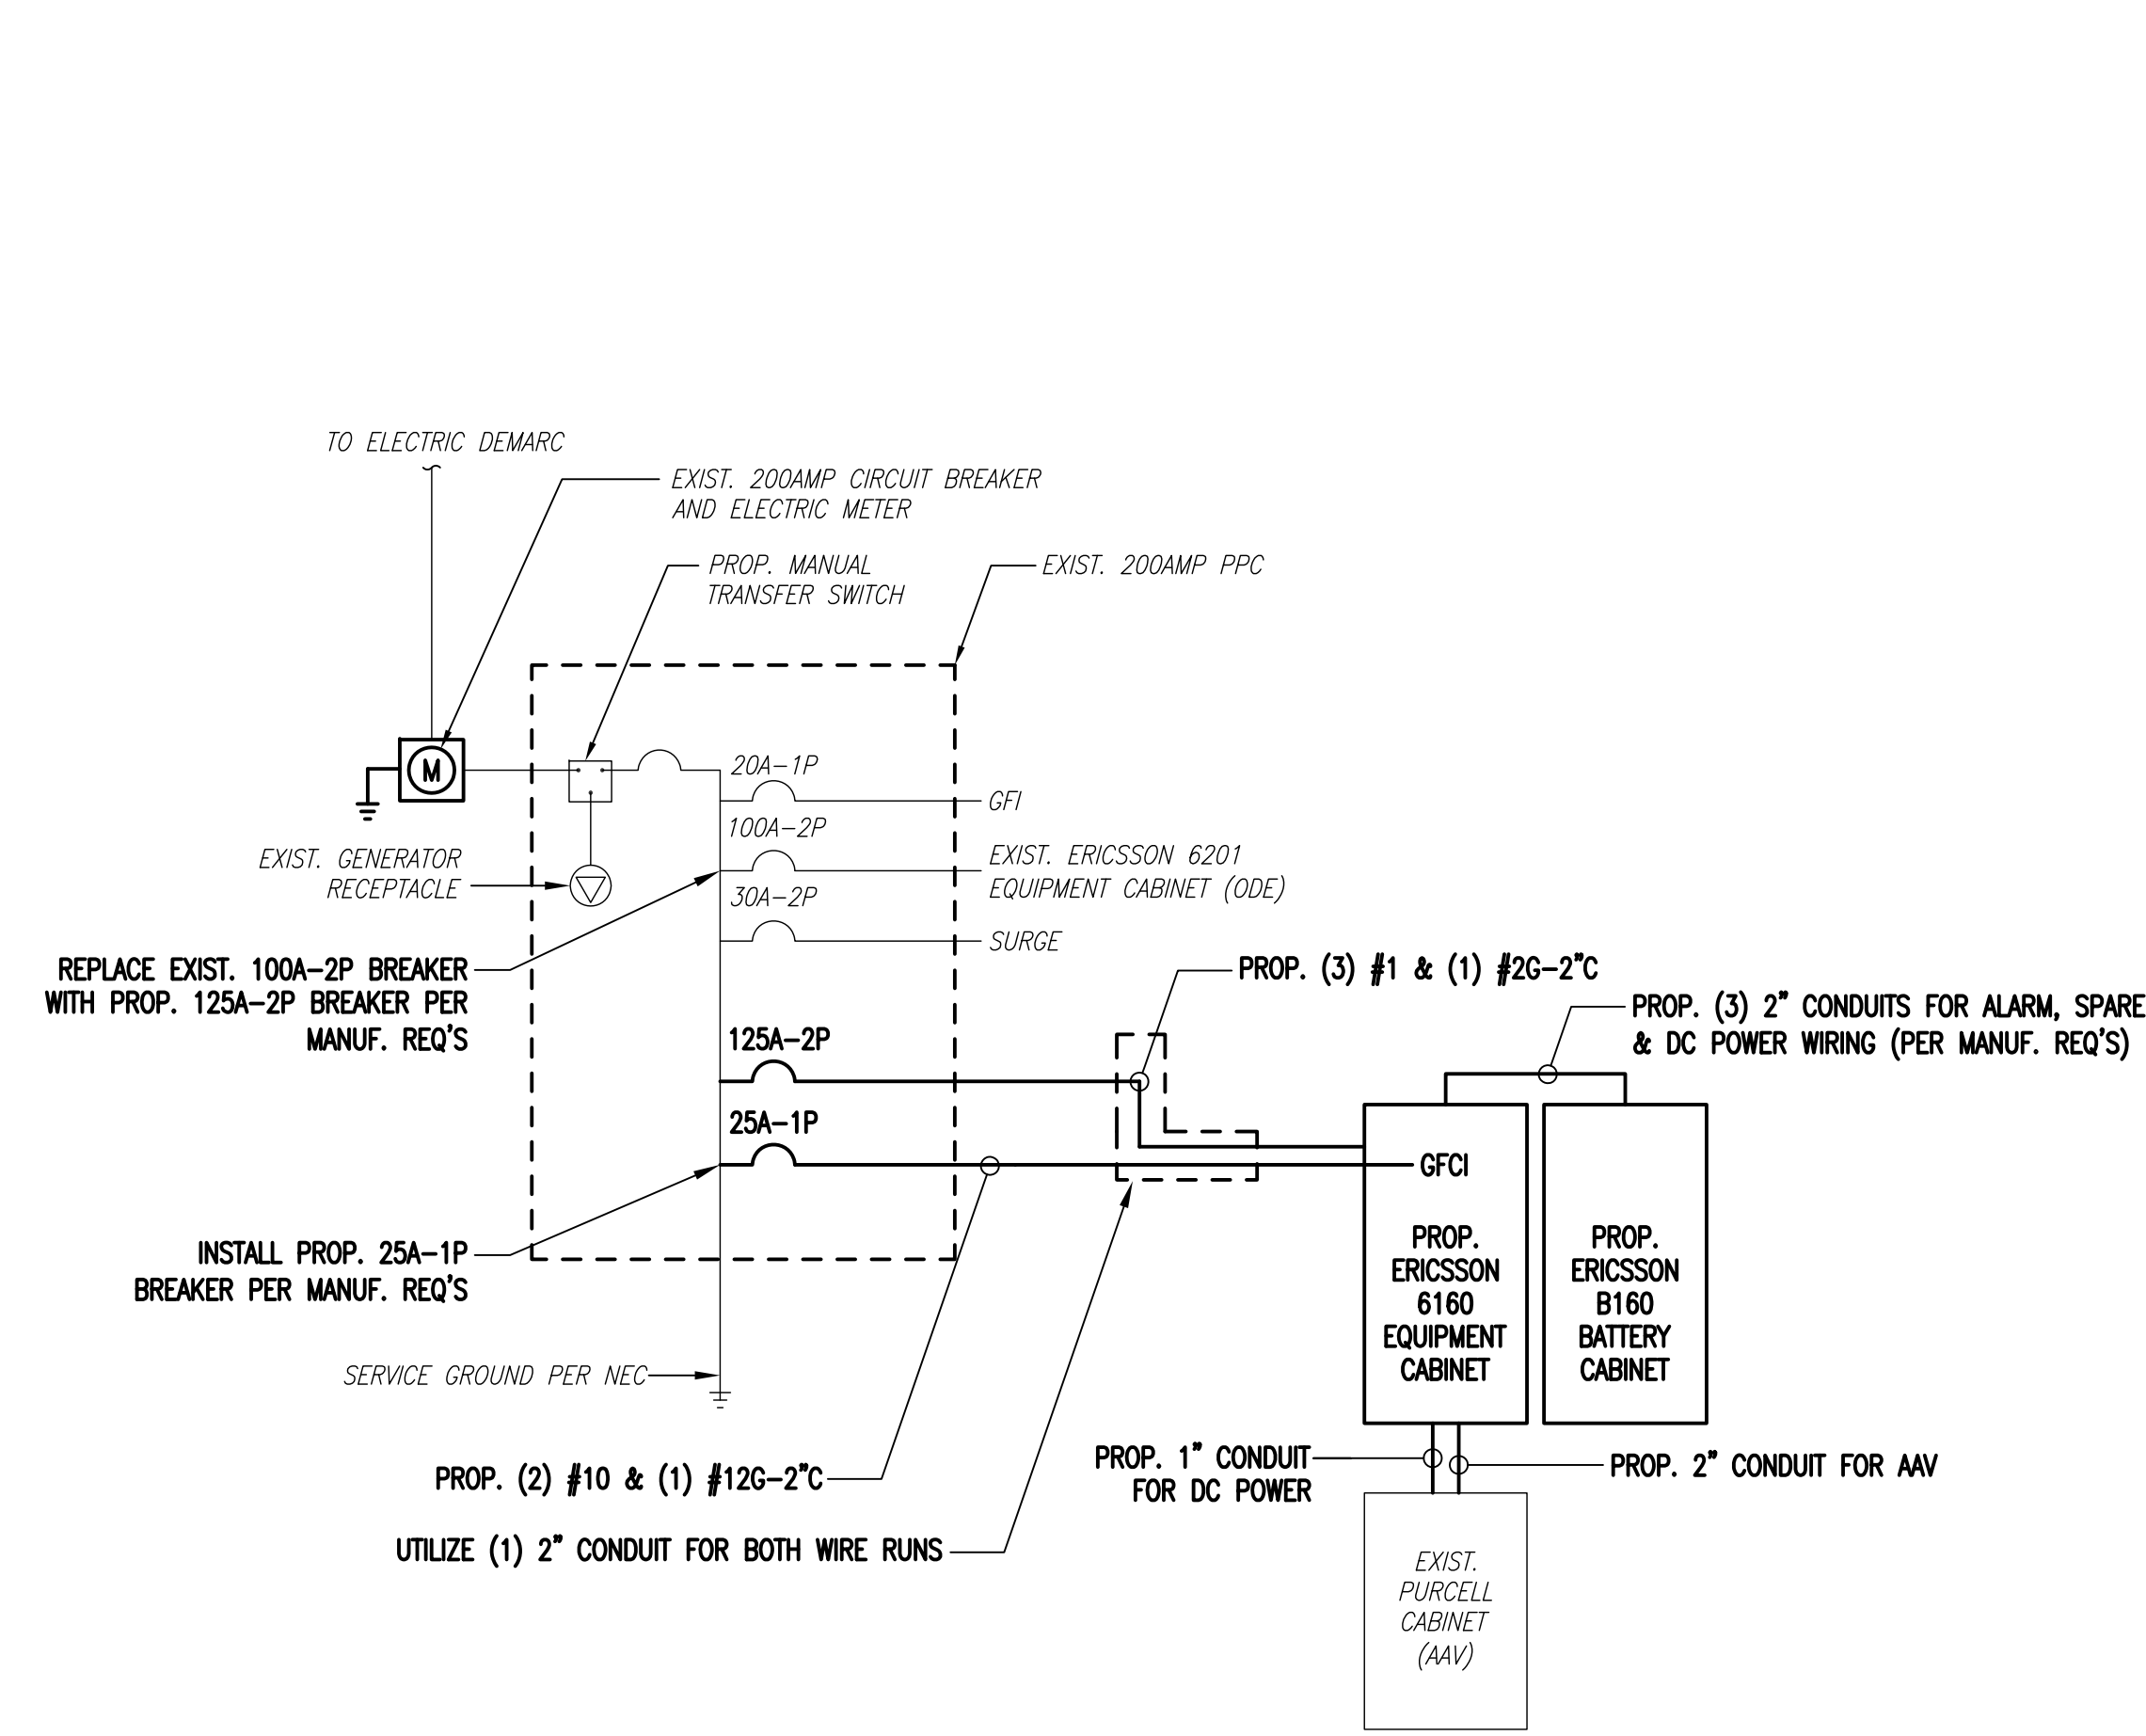 TO ELECTRIC DEMARC
EXIST. 200AMP CIRCUIT BREAKER
AND ELECTRIC METER
PROP. MANUAL
TRANSFER SWITCH
EXIST. 200AMP PPC
M
20A-1P
GFI
100A-2P
EXIST. ERICSSON 6201
EQUIPMENT CABINET (ODE)
EXIST. GENERATOR
RECEPTACLE
30A-2P
SURGE
REPLACE EXIST. 100A-2P BREAKER
WITH PROP. 125A-2P BREAKER PER
MANUF. REQ'S
PROP. (3) #1 & (1) #2G-2"C
PROP. (3) 2" CONDUITS FOR ALARM, SPARE
& DC POWER WIRING (PER MANUF. REQ'S)
125A-2P
25A-1P
GFCI
INSTALL PROP. 25A-1P
BREAKER PER MANUF. REQ'S
PROP.
ERICSSON
6160
EQUIPMENT
CABINET
PROP.
ERICSSON
B160
BATTERY
CABINET
SERVICE GROUND PER NEC
PROP. (2) #10 & (1) #12G-2"C
PROP. 1" CONDUIT
FOR DC POWER
PROP. 2" CONDUIT FOR AAV
UTILIZE (1) 2" CONDUIT FOR BOTH WIRE RUNS
EXIST.
PURCELL
CABINET
(AAV)